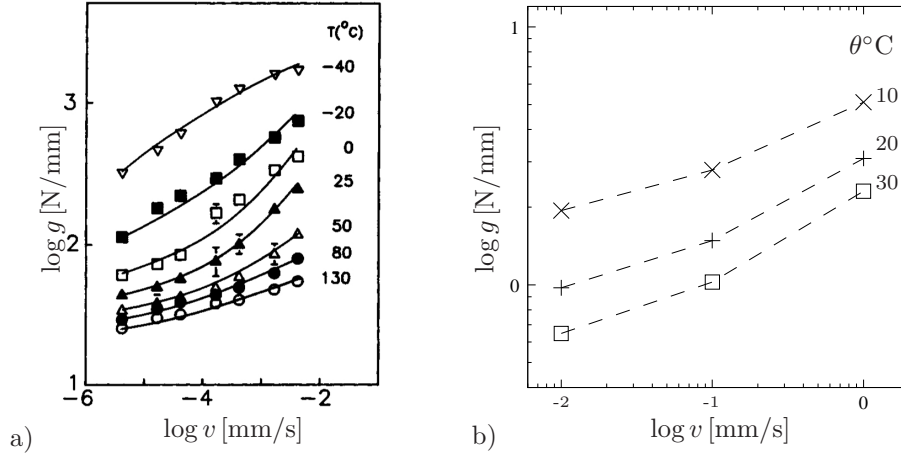 T(°C)
−40
−20
0
25
50
80
130
3
2
1
−6
−4
−2
log g [N/mm]
log v [mm/s]
a)
θ°C
10
20
30
1
0
-2
-1
0
log g [N/mm]
log v [mm/s]
b)